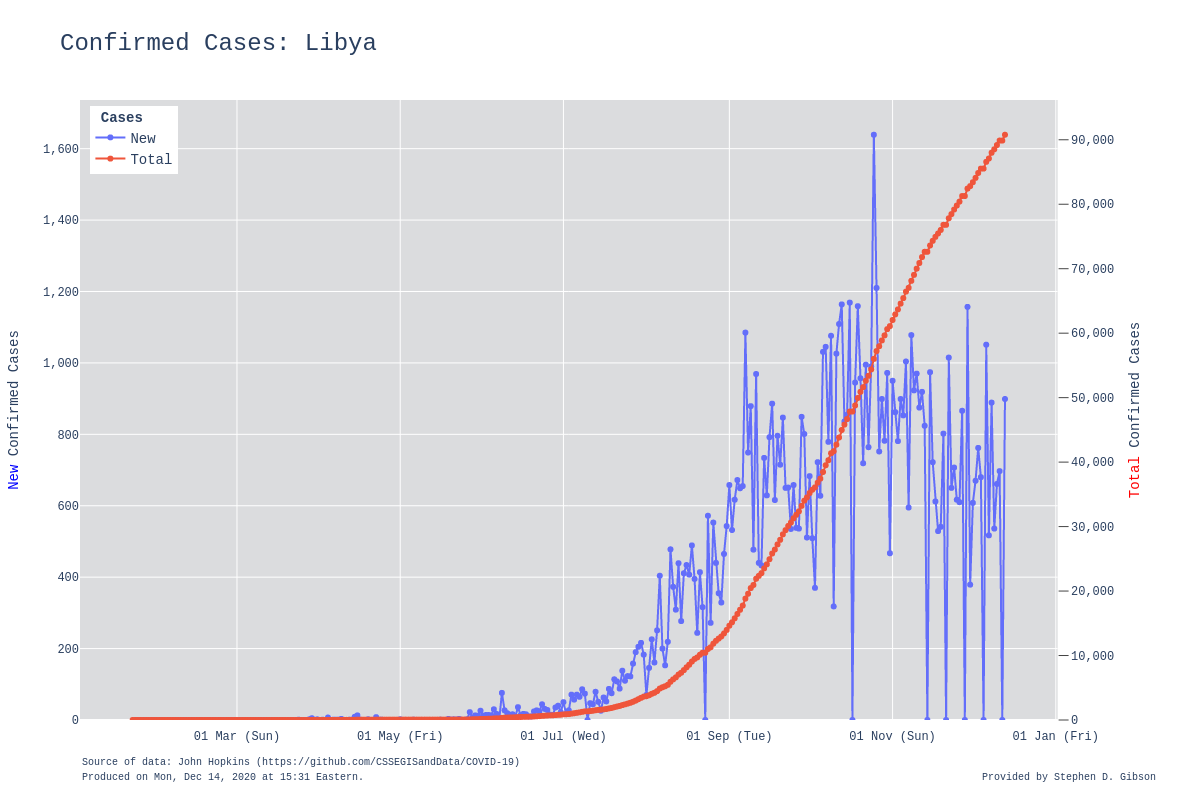 Confirmed Cases: Libya
Cases
New
Total
1,600
1,400
1,200
1,000
800
600
400
200
0
90,000
80,000
70,000
60,000
50,000
40,000
30,000
20,000
10,000
0
New Confirmed Cases
Total Confirmed Cases
01 Mar (Sun)
01 May (Fri)
01 Jul (Wed)
01 Sep (Tue)
01 Nov (Sun)
01 Jan (Fri)
Source of data: John Hopkins (https://github.com/CSSEGISandData/COVID-19)
Produced on Mon, Dec 14, 2020 at 15:31 Eastern.
Provided by Stephen D. Gibson